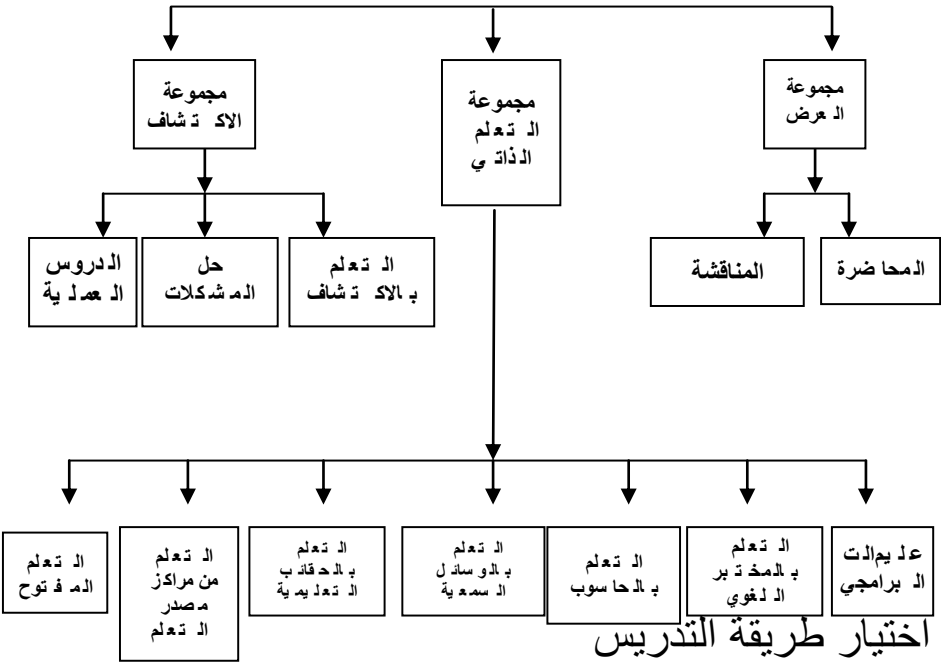 مجموعة
العرض
مجموعة
التعلم
الذاتي
مجموعة
الاكتشاف
المحاضرة
المناقشة
التعلم
بالاكتشاف
حل
المشكلات
الدروس
العملية
عليمالت
البرامجي
التعلم
بالمختبر
اللغوي
التعلم
بالحاسوب
التعلم
بالوسائل
السمعية
التعلم
بالحقائب
التعليمية
التعلم
من مراكز
مصدر
التعلم
التعلم
المفتوح
اختيار طريقة التدريس